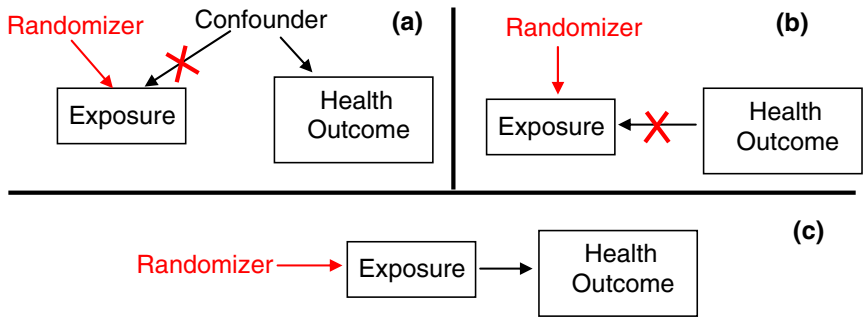 Randomizer
Confounder
(a)
Exposure
Health
Outcome
(b)
Randomizer
Exposure
Health
Outcome
(c)
Randomizer
Exposure
Health
Outcome